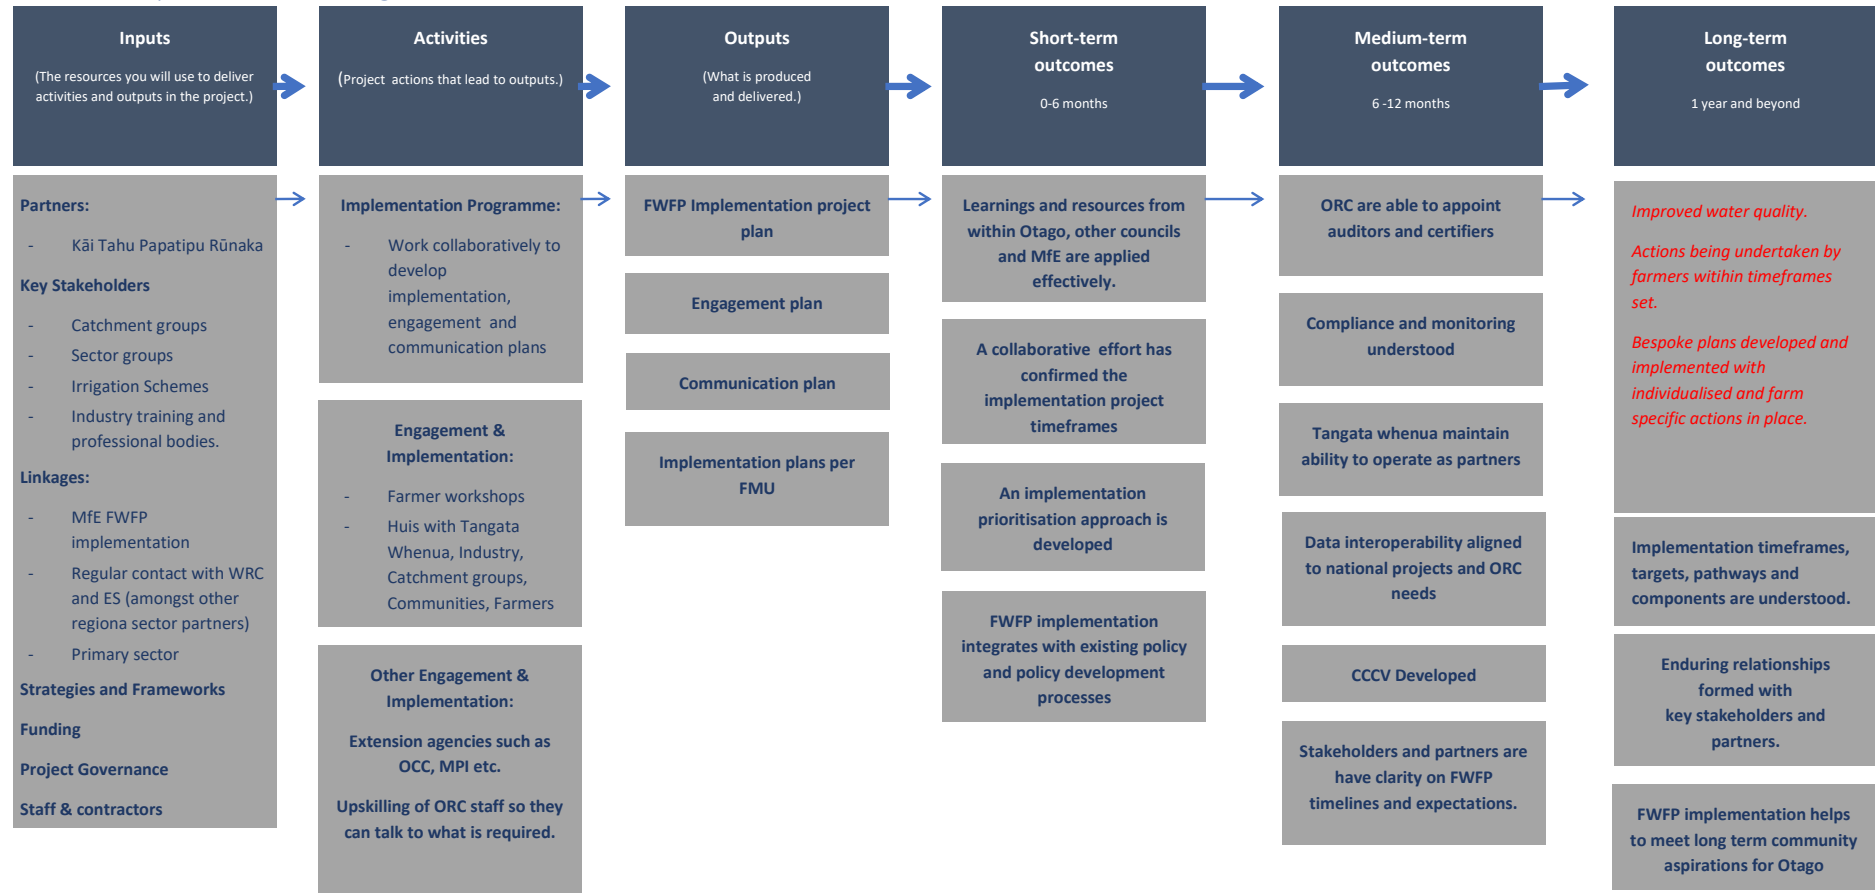 Inputs
(The resources you will use to deliver
activities and outputs in the project.)
Activities
(Project actions that lead to outputs.)
Outputs
(What is produced
and delivered.)
Short-term
outcomes
0-6 months
Medium-term
outcomes
6 -12 months
Long-term
outcomes
1 year and beyond
Partners:
- Kāi Tahu Papatipu Rūnaka
Key Stakeholders
- Catchment groups
- Sector groups
- Irrigation Schemes
- Industry training and
professional bodies.
Linkages:
- MfE FWFP
implementation
- Regular contact with WRC
and ES (amongst other
regiona sector partners)
- Primary sector
Strategies and Frameworks
Funding
Project Governance
Staff & contractors
Implementation Programme:
- Work collaboratively to
develop
implementation,
engagement and
communication plans
Engagement &
Implementation:
- Farmer workshops
- Huis with Tangata
Whenua, Industry,
Catchment groups,
Communities, Farmers
Other Engagement &
Implementation:
Extension agencies such as
OCC, MPI etc.
Upskilling of ORC staff so they
can talk to what is required.
FWFP Implementation project
plan
Engagement plan
Communication plan
Implementation plans per
FMU
Learnings and resources from
within Otago, other councils
and MfE are applied
effectively.
A collaborative effort has
confirmed the
implementation project
timeframes
An implementation
prioritisation approach is
developed
FWFP implementation
integrates with existing policy
and policy development
processes
ORC are able to appoint
auditors and certifiers
Compliance and monitoring
understood
Tangata whenua maintain
ability to operate as partners
Data interoperability aligned
to national projects and ORC
needs
CCCV Developed
Stakeholders and partners are
have clarity on FWFP
timelines and expectations.
Improved water quality.
Actions being undertaken by
farmers witihin timeframes
set.
Bespoke plans developed and
implemented with
individualised and farm
specific actions in place.
Implementation timeframes,
targets, pathways and
components are understood.
Enduring relationships
formed with
key stakeholders and
partners.
FWFP implementation helps
to meet long term community
aspirations for Otago